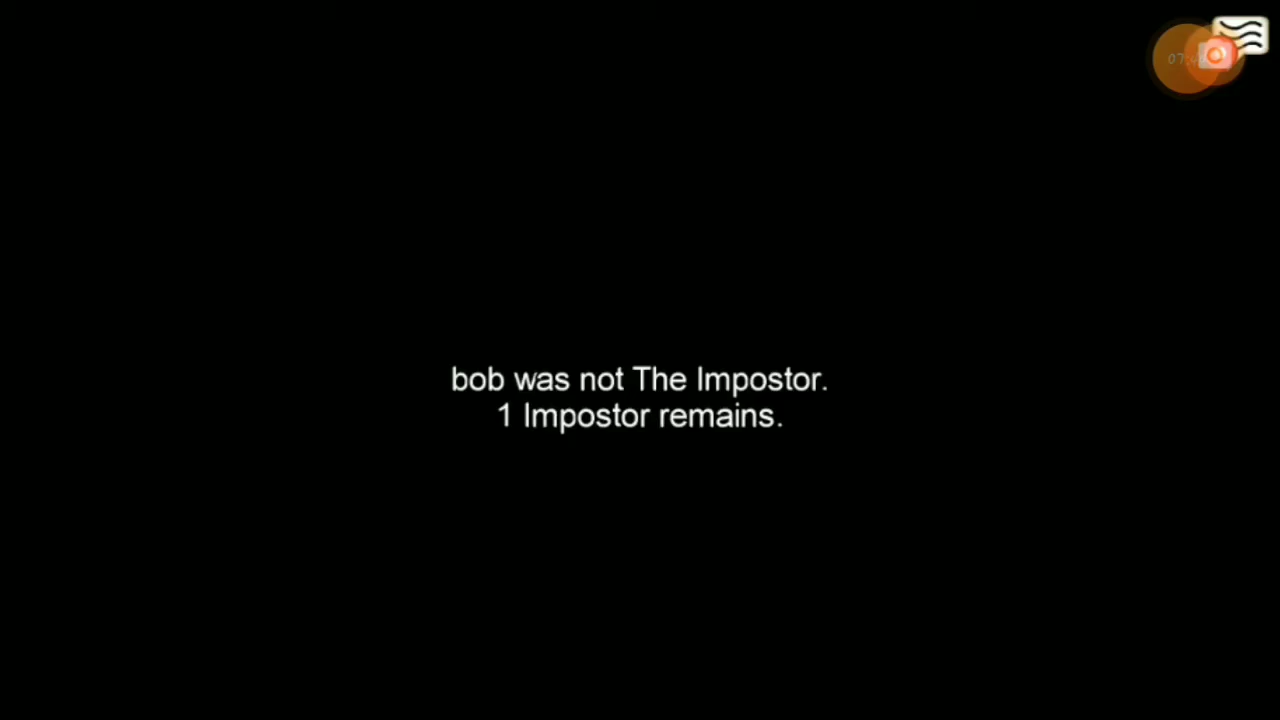 bob was not The Impostor.
1 Impostor remains.